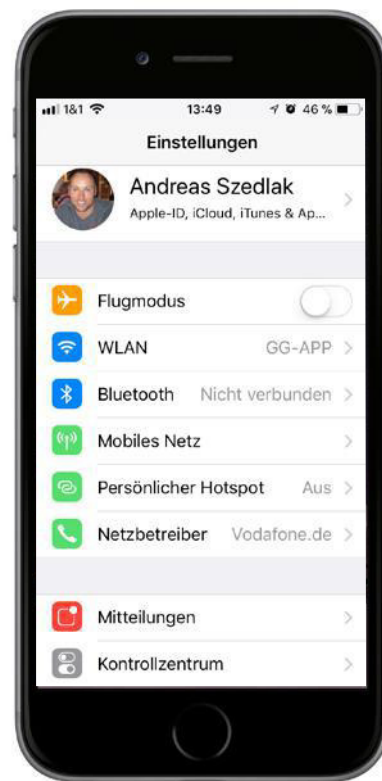 1&1 13:49 46 %
Einstellungen
Andreas Szedlak
Apple-ID, iCloud, iTunes & Ap...
Flugmodus
WLAN GG-APP
Bluetooth Nicht verbunden
Mobiles Netz
Persönlicher Hotspot Aus
Netzbetreiber Vodafone.de
Mitteilungen
Kontrollzentrum